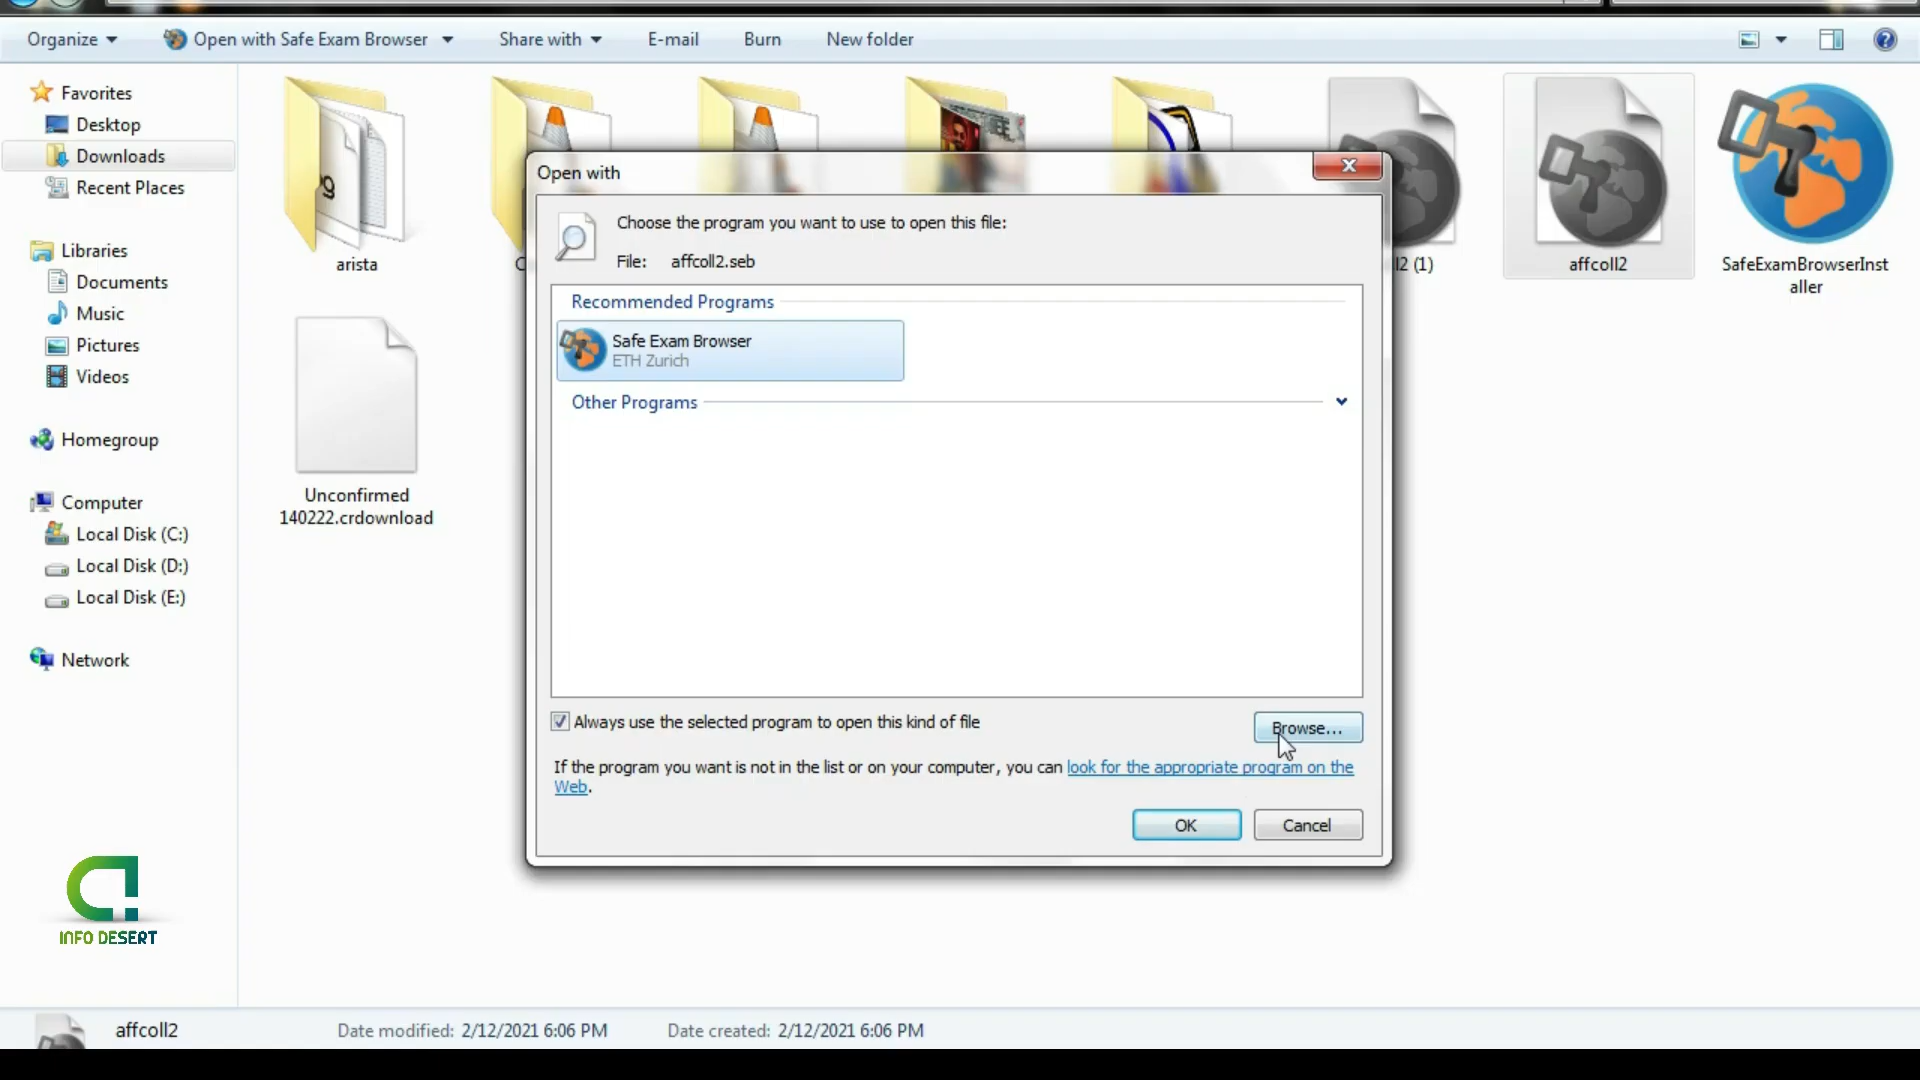 Organize
Open with Safe Exam Browser
Share with
E-mail
Burn
New folder
Favorites
Desktop
Downloads
Recent Places
Libraries
Documents
Music
Pictures
Videos
Homegroup
Computer
Local Disk (C:)
Local Disk (D:)
Local Disk (E:)
Network
arista
l2 (1)
affcoll2
SafeExamBrowserInst
aller
Unconfirmed
140222.crdownload
Open with
Choose the program you want to use to open this file:
File: affcoll2.seb
Recommended Programs
Safe Exam Browser
ETH Zurich
Other Programs
Always use the selected program to open this kind of file
Browse...
If the program you want is not in the list or on your computer, you can look for the appropriate program on the
Web.
OK
Cancel
INFO DESERT
affcoll2
Date modified: 2/12/2021 6:06 PM
Date created: 2/12/2021 6:06 PM